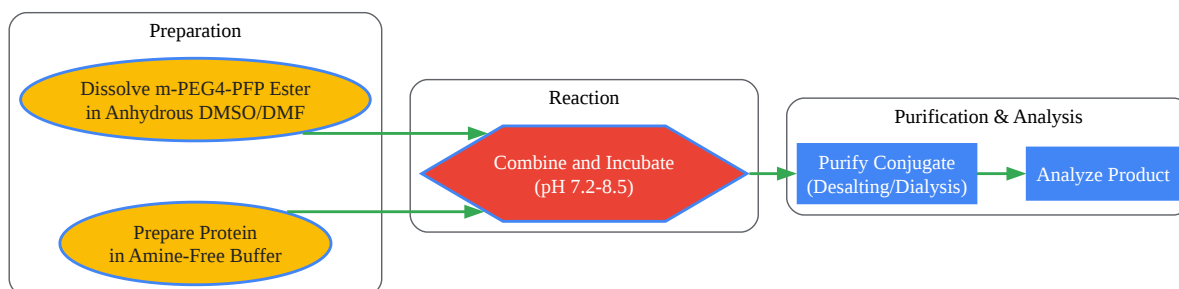 Preparation
Dissolve m-PEG4-PFP Ester
in Anhydrous DMSO/DMF
Prepare Protein
in Amine-Free Buffer
Reaction
Combine and Incubate
(pH 7.2-8.5)
Purification & Analysis
Purify Conjugate
(Desalting/Dialysis)
Analyze Product